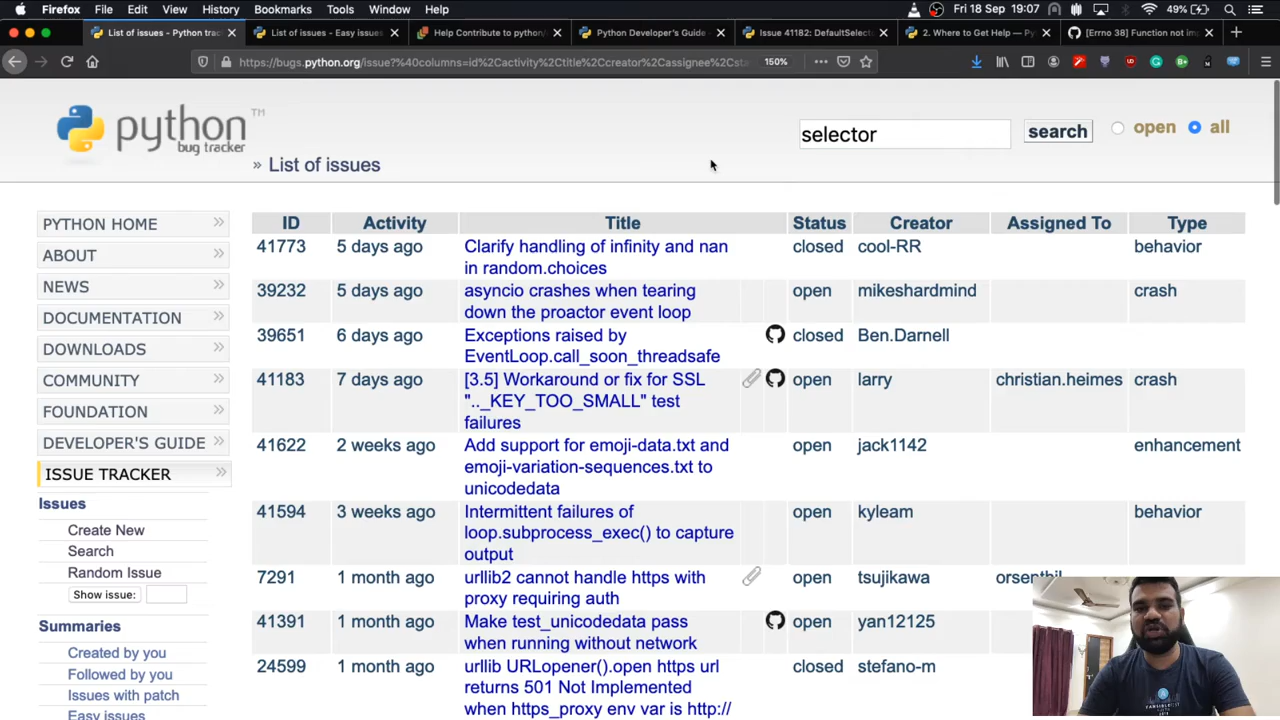 Firefox File Edit View History Bookmarks Tools Window Help Fri 18 Sep 19:07 49%
List of issues - Python trac List of issues - Easy issues Help Contribute to python/ Python Developer's Guide Issue 41182: DefaultSelect 2. Where to Get Help — Py [Errno 38] Function not im
https://bugs.python.org/issue?%40columns=id%2Cactivity%2Ctitle%2Ccreator%2Cassignee%2Csta 150%
python TM
bug tracker
» List of issues
selector search open all
PYTHON HOME
ABOUT
NEWS
DOCUMENTATION
DOWNLOADS
COMMUNITY
FOUNDATION
DEVELOPER'S GUIDE
ISSUE TRACKER
Issues
Create New
Search
Random Issue
Show issue:
Summaries
Created by you
Followed by you
Issues with patch
Easy issues
ID Activity Title Status Creator Assigned To Type
41773 5 days ago Clarify handling of infinity and nan closed cool-RR behavior
in random.choices
39232 5 days ago asyncio crashes when tearing open mikeshardmind crash
down the proactor event loop
39651 6 days ago Exceptions raised by closed Ben.Darnell
EventLoop.call_soon_threadsafe
41183 7 days ago [3.5] Workaround or fix for SSL open larry christian.heimes crash
".._KEY_TOO_SMALL" test
failures
41622 2 weeks ago Add support for emoji-data.txt and open jack1142 enhancement
emoji-variation-sequences.txt to
unicodedata
41594 3 weeks ago Intermittent failures of open kyleam behavior
loop.subprocess_exec() to capture
output
7291 1 month ago urllib2 cannot handle https with open tsujikawa orsenthil
proxy requiring auth
41391 1 month ago Make test_unicodedata pass open yan12125
when running without network
24599 1 month ago urllib URLopener().open https url closed stefano-m
returns 501 Not Implemented
when https_proxy env var is http://